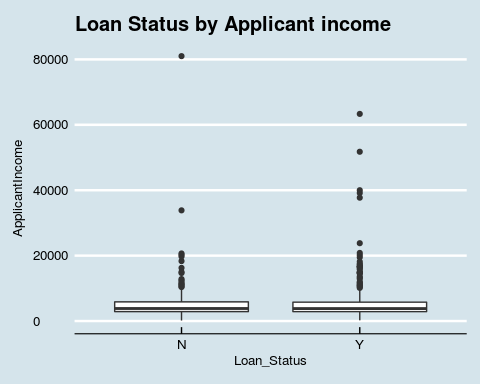 Loan Status by Applicant income
80000
60000
40000
20000
0
ApplicantIncome
N
Y
Loan_Status